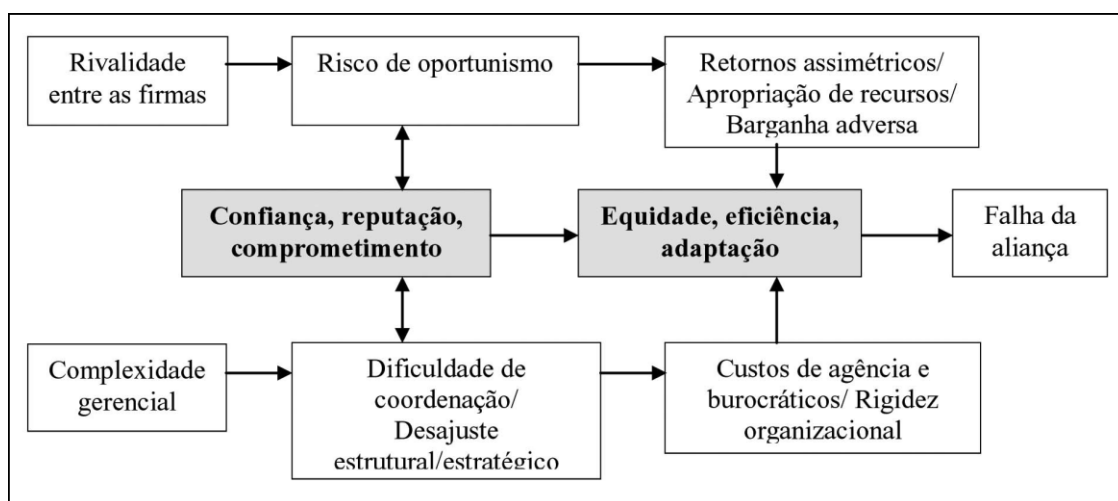 Rivalidade
entre as firmas
Risco de oportunismo
Retornos assimétricos/
Apropriação de recursos/
Barganha adversa
Confiança, reputação,
comprometimento
Equidade, eficiência,
adaptação
Falha da
aliança
Complexidade
gerencial
Dificuldade de
coordenação/
Desajuste
estrutural/estratégico
Custos de agência e
burocráticos/ Rigidez
organizacional